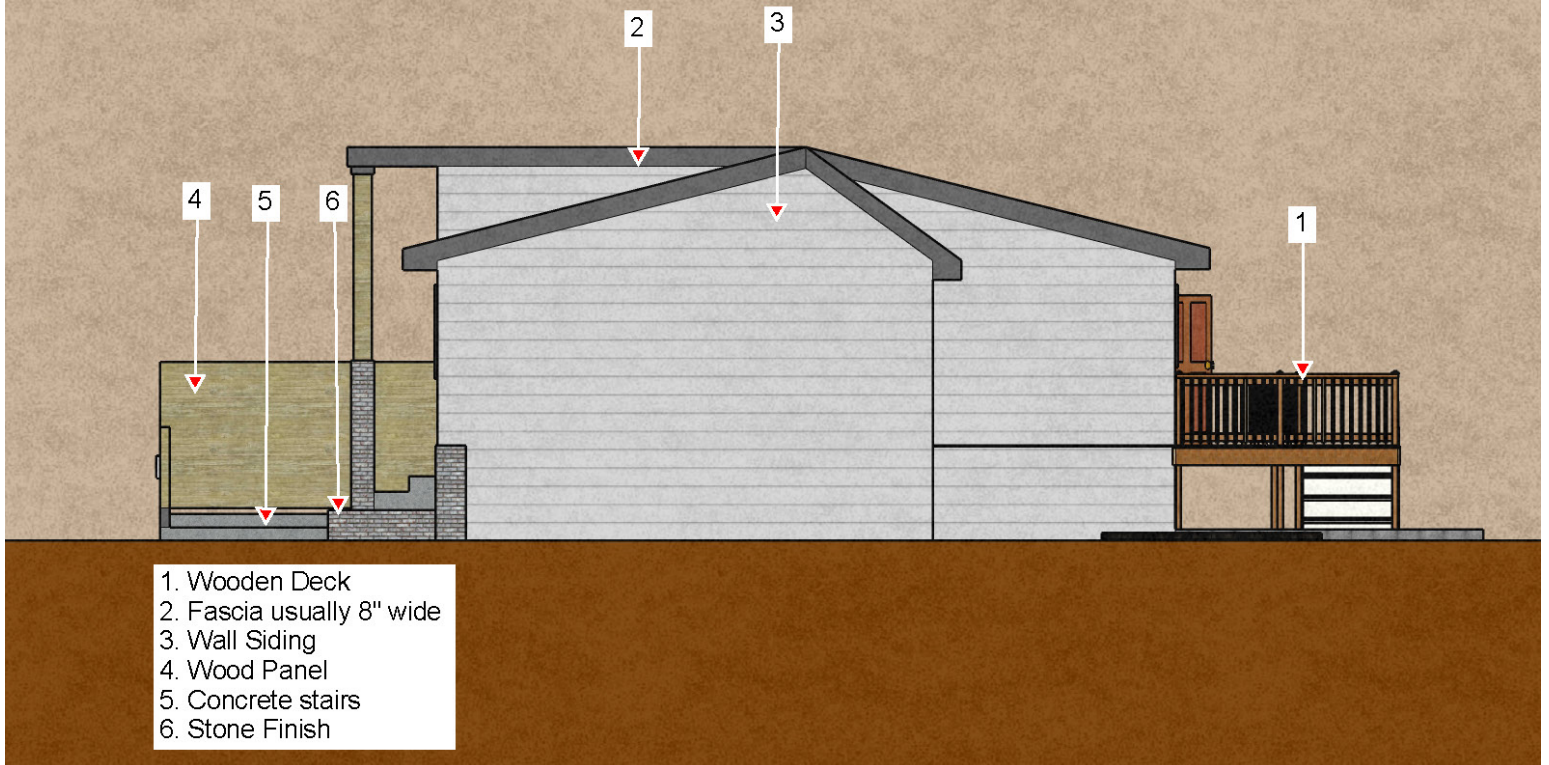 2
3
4
5
6
1
1. Wooden Deck
2. Fascia usually 8" wide
3. Wall Siding
4. Wood Panel
5. Concrete stairs
6. Stone Finish